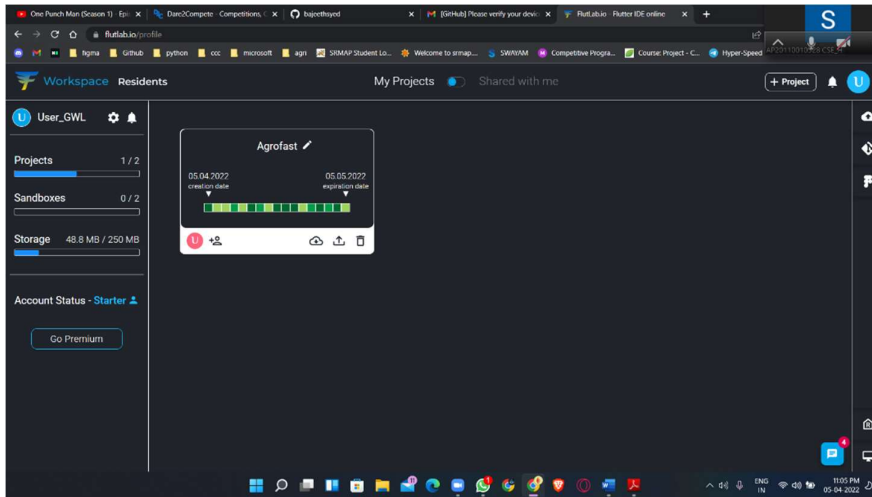 One Punch Man (Season 1) Dare2Compete Competitions, bajeethsyed [GitHub] Please verify your devic FlutLab.io - Flutter IDE online
flutlab.io/profile
figma Github python ccc microsoft agri SRMAP Student Lo... Welcome to srmap... SWAYAM Competitive Progra... Course: Project - C... Hyper-Speed
S
Workspace Residents My Projects Shared with me + Project U
U User_GWL
Projects 1 / 2
Sandboxes 0 / 2
Storage 48.8 MB / 250 MB
Account Status - Starter
Go Premium
Agrofast
05.04.2022 05.05.2022
creation date expiration date
U
4
ENG 11:05 PM
IN 05-04-2022